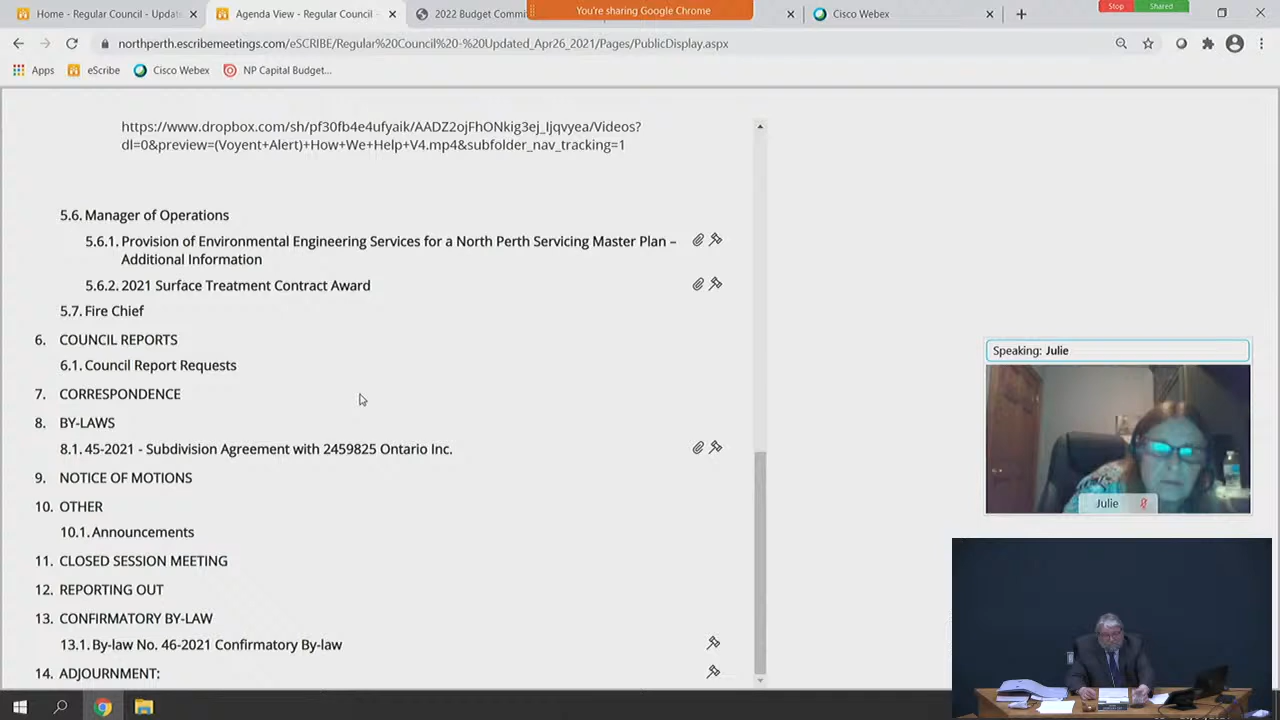 Home - Regular Council - Update
Agenda View - Regular Council -
2022 Budget Commi
You're sharing Google Chrome
Cisco Webex
Stop
Shared
northperth.escribemeetings.com/eSCRIBE/Regular%20Council%20-%20Updated_Apr26_2021/Pages/PublicDisplay.aspx
Apps
eScribe
Cisco Webex
NP Capital Budget...
https://www.dropbox.com/sh/pf30fb4e4ufyaik/AADZ2ojFhONkig3ej_Ijqvyea/Videos?
dl=0&preview=(Voyent+Alert)+How+We+Help+V4.mp4&subfolder_nav_tracking=1
5.6. Manager of Operations
5.6.1. Provision of Environmental Engineering Services for a North Perth Servicing Master Plan –
Additional Information
5.6.2. 2021 Surface Treatment Contract Award
5.7. Fire Chief
6. COUNCIL REPORTS
6.1. Council Report Requests
7. CORRESPONDENCE
8. BY-LAWS
8.1. 45-2021 - Subdivision Agreement with 2459825 Ontario Inc.
9. NOTICE OF MOTIONS
10. OTHER
10.1. Announcements
11. CLOSED SESSION MEETING
12. REPORTING OUT
13. CONFIRMATORY BY-LAW
13.1. By-law No. 46-2021 Confirmatory By-law
14. ADJOURNMENT:
Speaking: Julie
Julie